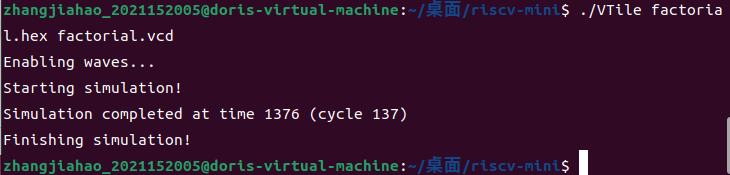 zhangjiahao_2021152005@doris-virtual-machine:~/桌面/riscv-mini$ ./VTile factoria
l.hex factorial.vcd
Enabling waves...
Starting simulation!
Simulation completed at time 1376 (cycle 137)
Finishing simulation!
zhangjiahao_2021152005@doris-virtual-machine:~/桌面/riscv-mini$